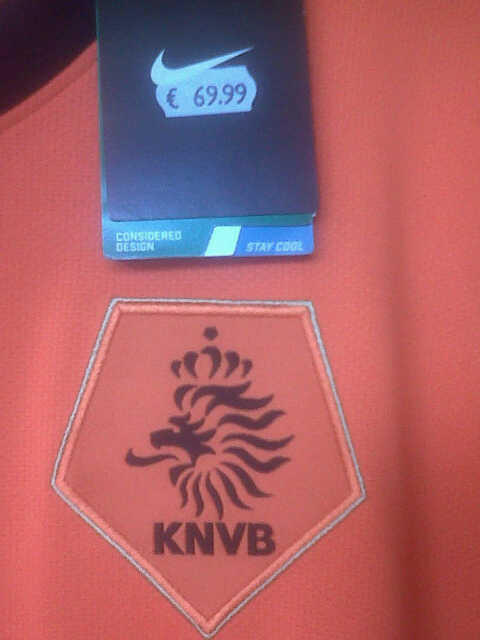 € 69.99
CONSIDERED
DESIGN
STAY COOL
KNVB